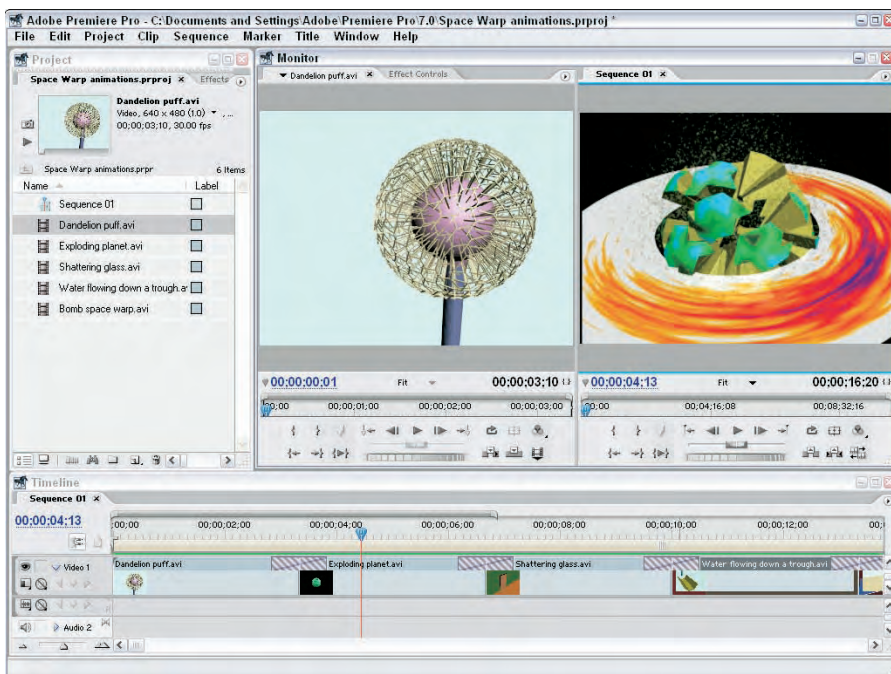 Adobe Premiere Pro - C:\Documents and Settings\Adobe\Premiere Pro\7.0\Space Warp animations.prproj *
File Edit Project Clip Sequence Marker Title Window Help
Project
Space Warp animations.prproj × Effects
Dandelion puff.avi
Video, 640 x 480 (1.0) , ...
00;00;03;10, 30.00 fps
Space Warp animations.prpr 6 Items
Name Label
Sequence 01
Dandelion puff.avi
Exploding planet.avi
Shattering glass.avi
Water flowing down a trough.av
Bomb space warp.avi
Monitor
Dandelion puff.avi × Effect Controls
Sequence 01 ×
00;00;00;01 Fit 00;00;03;10
00;00 00;00;01;00 00;00;02;00 00;00;03;00
00;00;04;13 Fit 00;00;16;20
00;00 00;04;16;08 00;08;32;16
Timeline
Sequence 01 ×
00;00;04;13
00;00 00;00;02;00 00;00;04;00 00;00;06;00 00;00;08;00 00;00;10;00 00;00;12;00
Video 1
Dandelion puff.avi Exploding planet.avi Shattering glass.avi Water flowing down a trough.avi
Audio 2